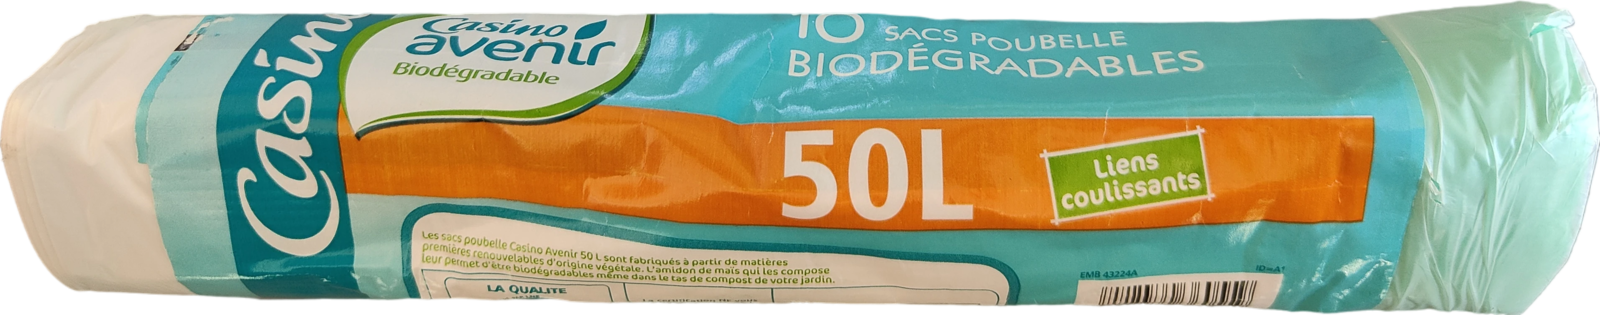 Casino
Casino
avenir
Biodégradable
10 SACS POUBELLE
BIODÉGRADABLES
50L
Liens
coulissants
Les sacs poubelle Casino Avenir 50 L sont fabriqués à partir de matières
premières renouvelables d'origine végétale. L'amidon de maïs qui les compose
leur permet d'être biodégradables même dans le tas de compost de votre jardin.
LA QUALITE
EMB 43224A